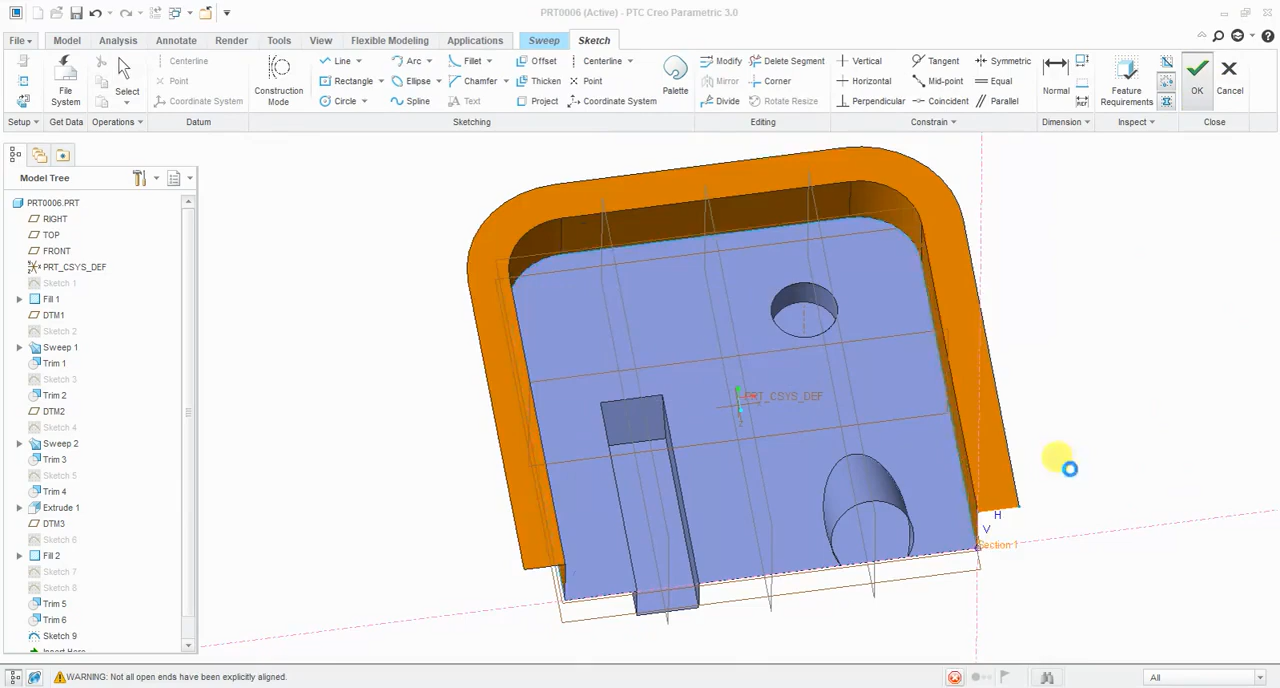 PRT0006 (Active) - PTC Creo Parametric 3.0
File Model Analysis Annotate Render Tools View Flexible Modeling Applications Sweep Sketch
Centerline Line Arc Fillet Offset Centerline Modify Delete Segment Vertical Tangent Symmetric
Point Rectangle Ellipse Chamfer Thicken Point Mirror Corner Horizontal Mid-point Equal
File System Select Coordinate System Construction Mode Circle Spline Text Project Coordinate System Palette Divide Rotate Resize Perpendicular Coincident Parallel Normal Feature Requirements OK Cancel
Setup Get Data Operations Datum Sketching Editing Constrain Dimension Inspect Close
Model Tree
PRT0006.PRT
RIGHT
TOP
FRONT
PRT_CSYS_DEF
Sketch 1
Fill 1
DTM1
Sketch 2
Sweep 1
Trim 1
Sketch 3
Trim 2
DTM2
Sketch 4
Sweep 2
Trim 3
Sketch 5
Trim 4
Extrude 1
DTM3
Sketch 6
Fill 2
Sketch 7
Sketch 8
Trim 5
Trim 6
Sketch 9
Insert Here
PRT_CSYS_DEF
H
V
Section 1
WARNING: Not all open ends have been explicitly aligned.
All